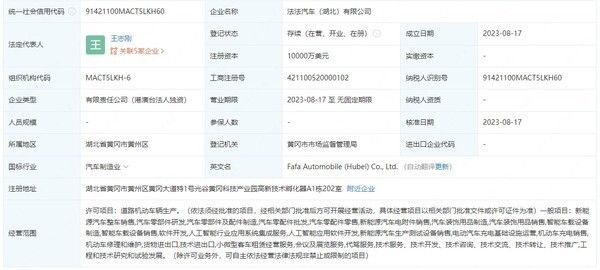 统一社会信用代码 91421100MACT5LKH60 企业名称 法法汽车（湖北）有限公司
法定代表人 王 王志刚 关联5家企业> 登记状态 存续（在营、开业、在册） 成立日期 2023-08-17
注册资本 10000万美元 实缴资本 -
组织机构代码 MACT5LKH-6 工商注册号 421100520000102 纳税人识别号 91421100MACT5LKH60
企业类型 有限责任公司（港澳台法人独资） 营业期限 2023-08-17 至 无固定期限 纳税人资质 -
人员规模 - 参保人数 - 核准日期 2023-08-17
所属地区 湖北省黄冈市黄州区 登记机关 黄冈市市场监督管理局 进出口企业代码 -
国标行业 汽车制造业 英文名 Fafa Automobile (Hubei) Co., Ltd. （自动翻译更新）
注册地址 湖北省黄冈市黄州区黄冈大道特1号光谷黄冈科技产业园高新技术孵化器A1栋202室 附近企业
经营范围
许可项目：道路机动车辆生产。（依法须经批准的项目，经相关部门批准后方可开展经营活动，具体经营项目以相关部门批准文件或许可证件为准）一般项目：新能
源汽车整车销售,汽车零部件研发,汽车零部件及配件制造,汽车零配件批发,汽车零配件零售,新能源汽车电附件销售,汽车装饰用品制造,汽车装饰用品销售,智能车载设备
制造,智能车载设备销售,软件开发,人工智能行业应用系统集成服务,人工智能应用软件开发,新能源汽车生产测试设备销售,电动汽车充电基础设施运营,机动车充电销售,
机动车修理和维护,货物进出口,技术进出口,小微型客车租赁经营服务,会议及展览服务,代驾服务,技术服务、技术开发、技术咨询、技术交流、技术转让、技术推广,工
程和技术研究和试验发展。（除许可业务外，可自主依法经营法律法规非禁止或限制的项目）